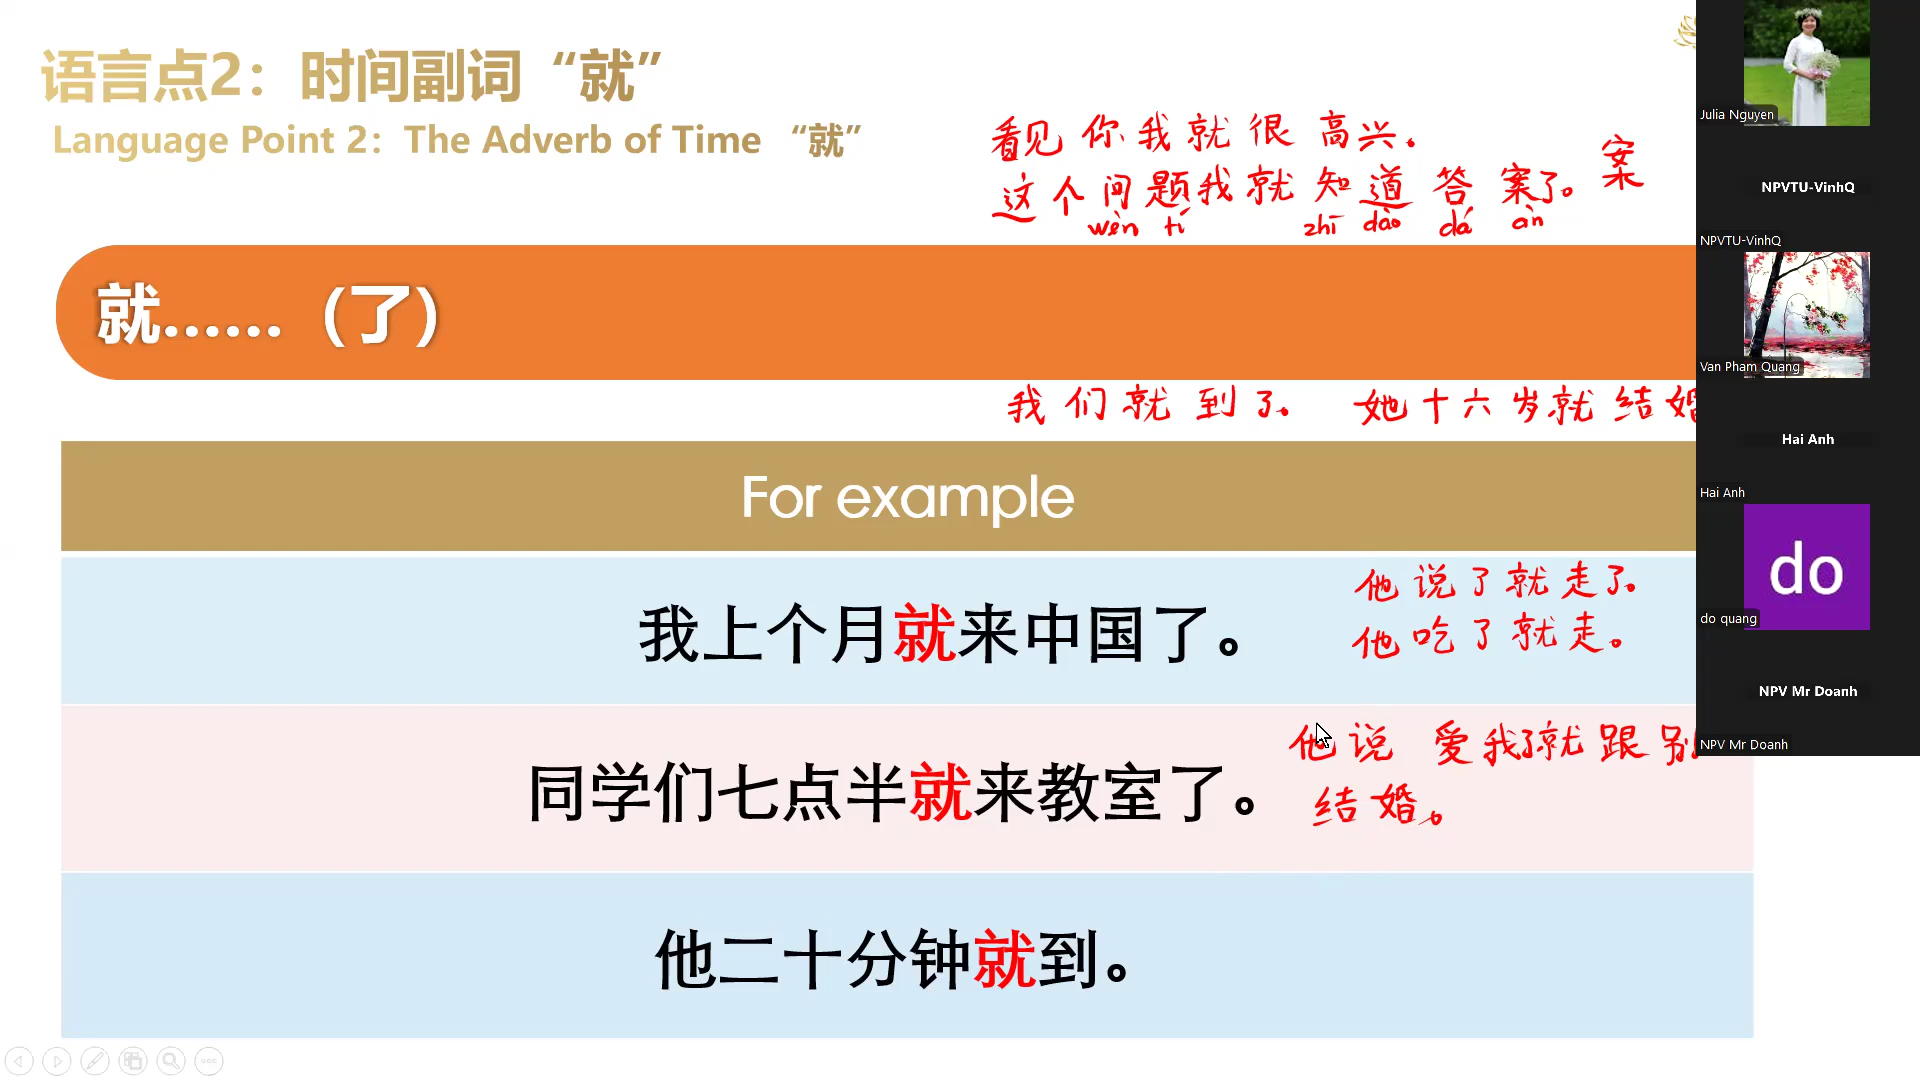 语言点2：时间副词“就”
Language Point 2：The Adverb of Time “就”
看见你我就很高兴。
这个问题我就知道答案了。
案
wèn tí zhī dào dá àn
就……（了）
我们就到了。 她十六岁就结婚
For example
我上个月就来中国了。
他说了就走了。
他吃了就走。
同学们七点半就来教室了。
他说 爱我了就跟别
结婚。
他二十分钟就到。
Julia Nguyen
NPVTU-VinhQ
NPVTU-VinhQ
Van Pham Quang
Hai Anh
Hai Anh
do
do quang
NPV Mr Doanh
NPV Mr Doanh